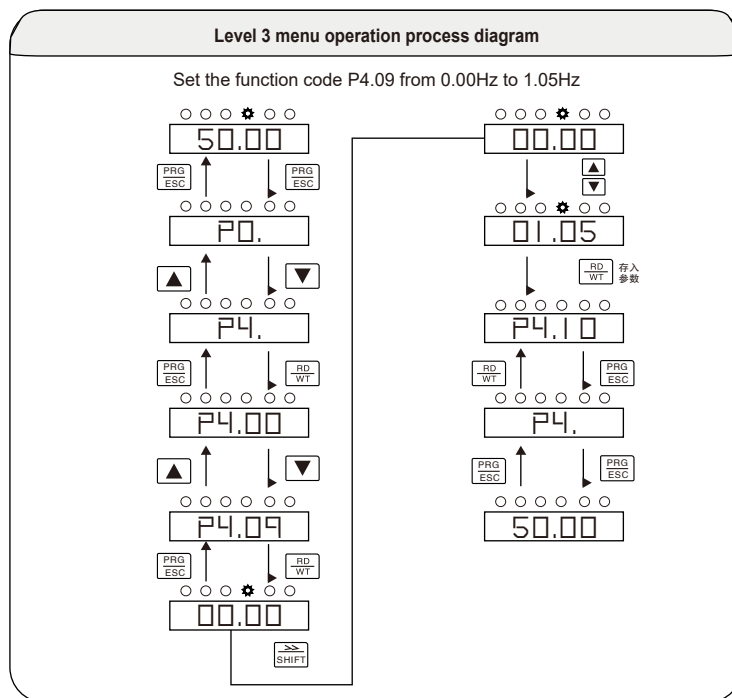 Level 3 menu operation process diagram
Set the function code P4.09 from 0.00Hz to 1.05Hz
50.00
PRG
ESC
PRG
ESC
P0.
▲
▼
P4.
PRG
ESC
RD
WT
P4.00
▲
▼
P4.09
PRG
ESC
RD
WT
00.00
>>
SHIFT
00.00
▲
▼
01.05
RD
WT
存入
参数
P4.10
RD
WT
PRG
ESC
P4.
PRG
ESC
PRG
ESC
50.00